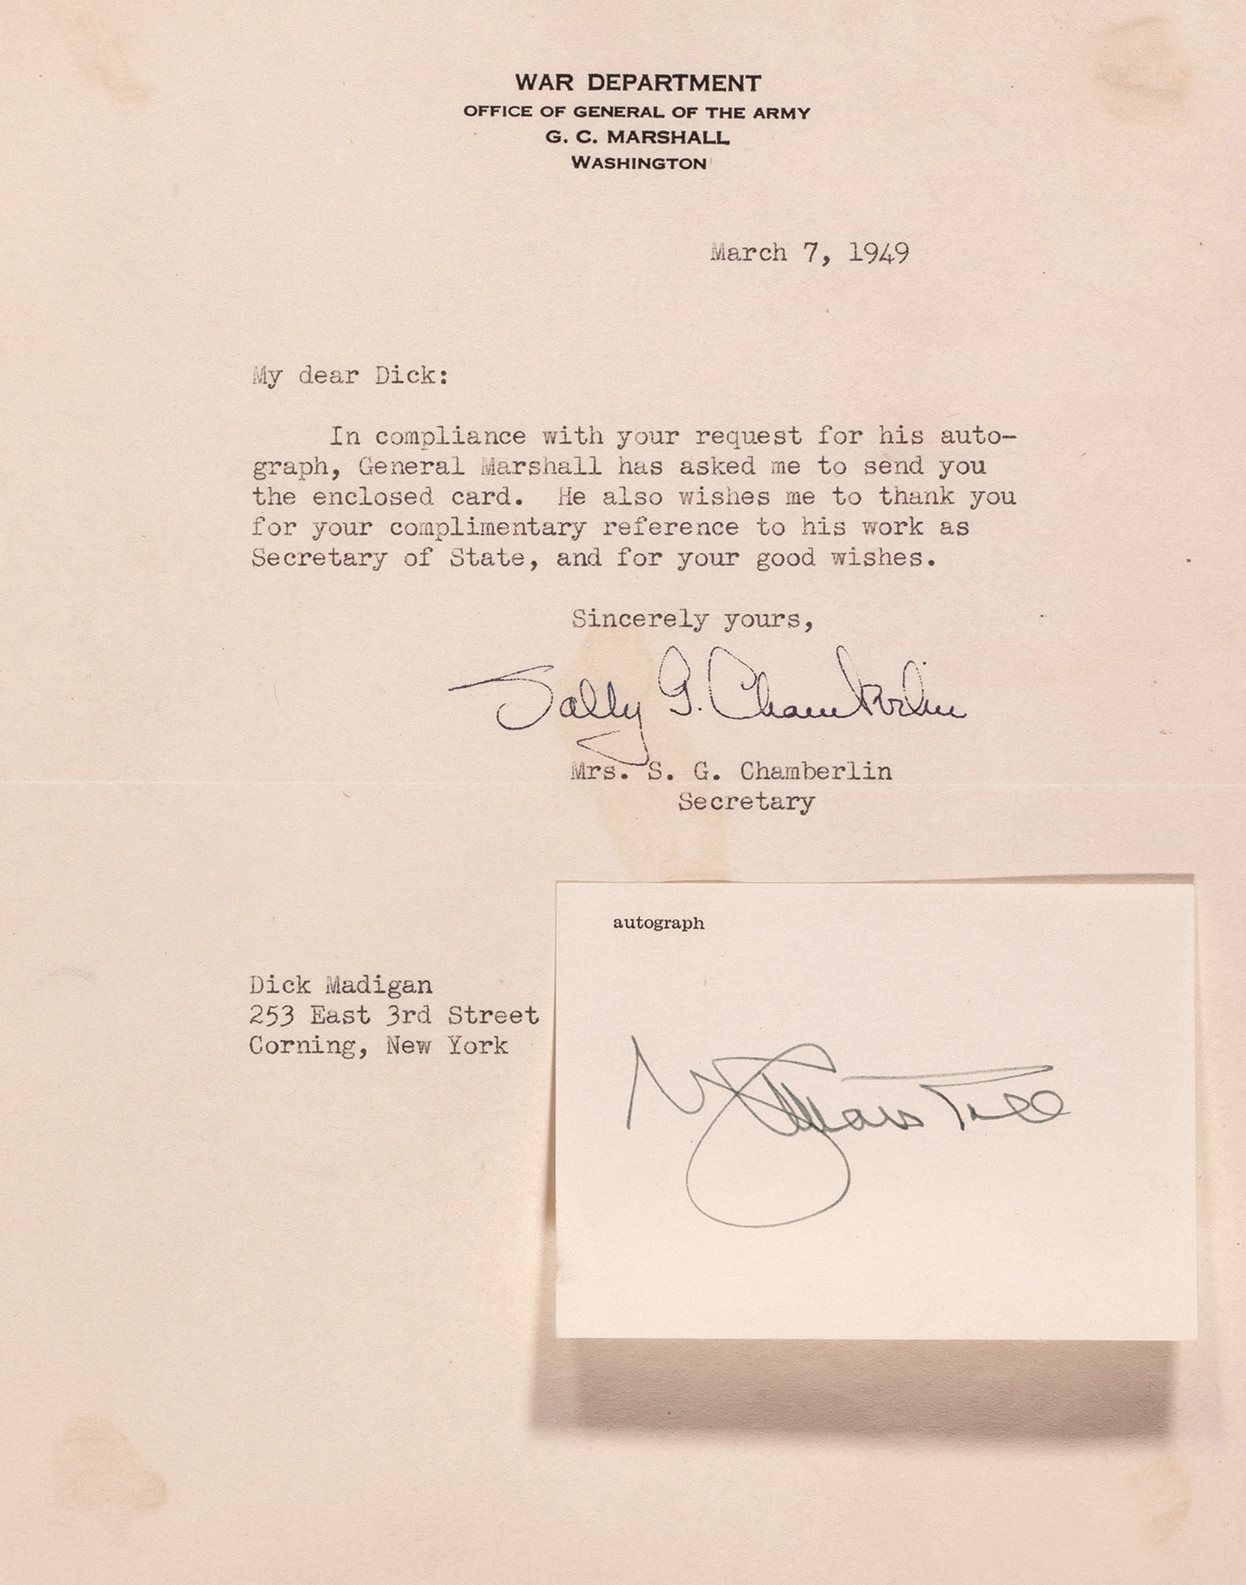 WAR DEPARTMENT
OFFICE OF GENERAL OF THE ARMY
G. C. MARSHALL
WASHINGTON
March 7, 1949
My dear Dick:
In compliance with your request for his auto-
graph, General Marshall has asked me to send you
the enclosed card. He also wishes me to thank you
for your complimentary reference to his work as
Secretary of State, and for your good wishes.
Sincerely yours,
Sally G. Chamberlin
Mrs. S. G. Chamberlin
Secretary
Dick Madigan
253 East 3rd Street
Corning, New York
autograph
Marshall